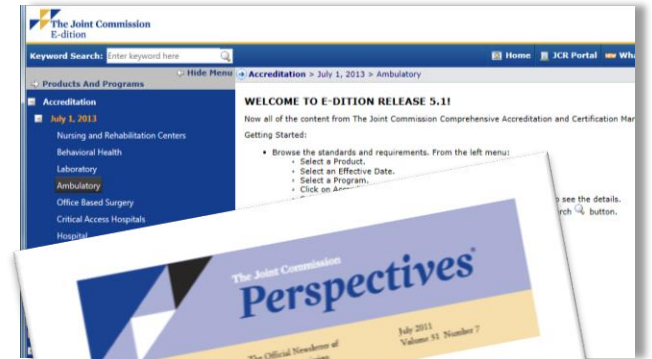 The Joint Commission
E-dition
Keyword Search: Enter keyword here
Home JCR Portal new
Hide Menu
Products And Programs
Accreditation > July 1, 2013 > Ambulatory
Accreditation
July 1, 2013
Nursing and Rehabilitation Centers
Behavioral Health
Laboratory
Ambulatory
Office Based Surgery
Critical Access Hospitals
Hospital
WELCOME TO E-DITION RELEASE 5.1!
Now all of the content from The Joint Commission Comprehensive Accreditation and Certification
Getting Started:
• Browse the standards and requirements. From the left menu:
• Select a Product.
• Select an Effective Date.
• Select a Program.
• Click on
see the details.
button.
The Joint Commission
Perspectives®
The Official Newsletter of
July 2011
Volume 31 Number 7